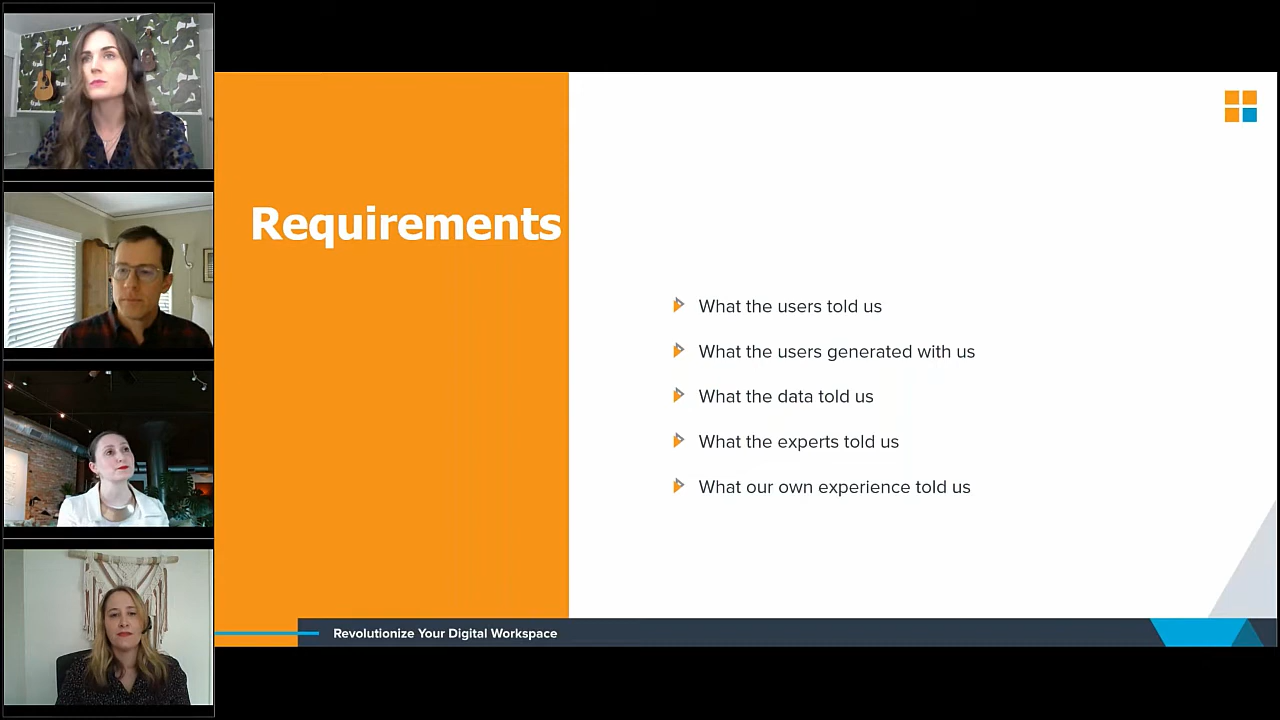 Requirements
What the users told us
What the users generated with us
What the data told us
What the experts told us
What our own experience told us
Revolutionize Your Digital Workspace